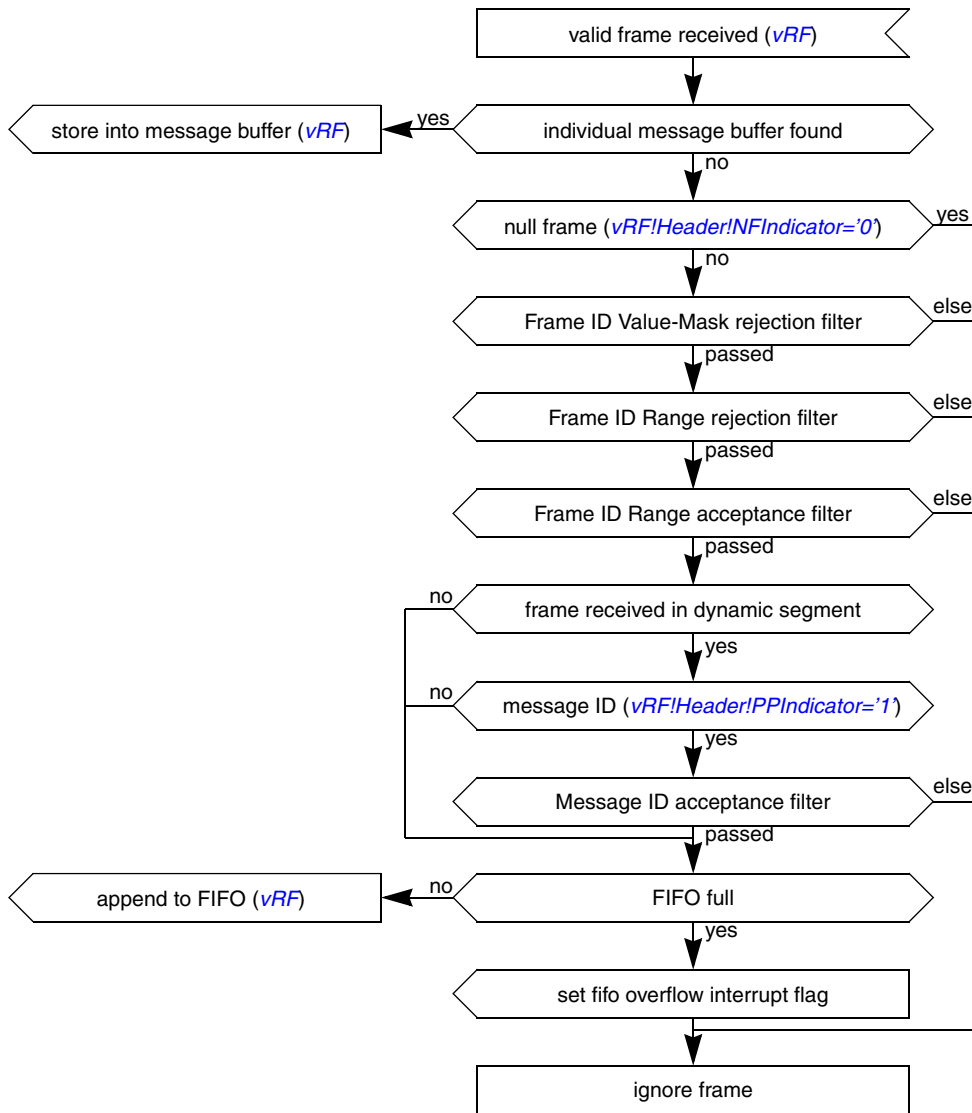 valid frame received (vRF)
store into message buffer (vRF)
yes
individual message buffer found
no
null frame (vRF!Header!NFIndicator='0')
yes
no
Frame ID Value-Mask rejection filter
else
passed
Frame ID Range rejection filter
else
passed
Frame ID Range acceptance filter
else
passed
no
frame received in dynamic segment
yes
no
message ID (vRF!Header!PPIndicator='1')
yes
Message ID acceptance filter
else
passed
append to FIFO (vRF)
no
FIFO full
yes
set fifo overflow interrupt flag
ignore frame